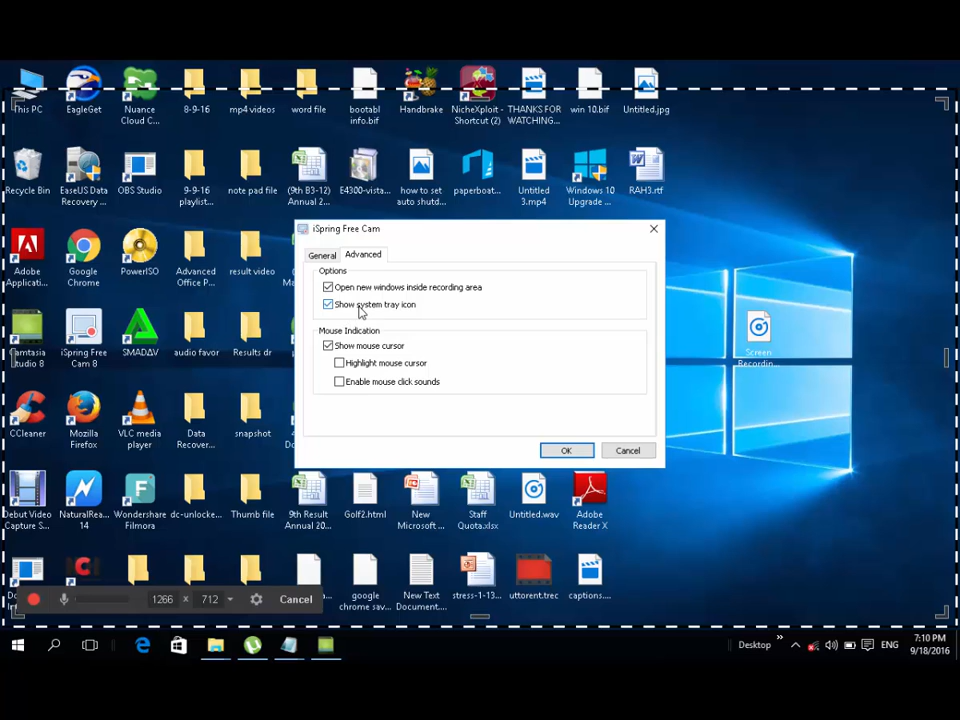 This PC
EagleGet
Nuance
Cloud C...
8-9-16
mp4 videos
word file
bootabl
info.bif
Handbrake
NicheXploit -
Shortcut (2)
THANKS FOR
WATCHING...
win 10.bif
Untitled.jpg
Recycle Bin
EaseUS Data
Recovery ...
OBS Studio
9-9-16
playlist...
note pad file
(9th B3-12)
Annual 2...
E4300-vista...
how to set
auto shutd...
paperboat...
Untitled
3.mp4
Windows 10
Upgrade ...
RAH3.rtf
Adobe
Applicati...
Google
Chrome
PowerISO
Advanced
Office P...
result video
iSpring Free Cam
General
Advanced
Options
Open new windows inside recording area
Show system tray icon
Mouse Indication
Show mouse cursor
Highlight mouse cursor
Enable mouse click sounds
OK
Cancel
Camtasia
Studio 8
iSpring Free
Cam 8
SMADAV
audio favor
Results dr
Screen
Recordin...
CCleaner
Mozilla
Firefox
VLC media
player
Data
Recover...
snapshot
Debut Video
Capture S...
NaturalRea...
14
Wondershare
Filmora
dc-unlocke...
Thumb file
9th Result
Annual 20...
Golf2.html
New
Microsoft ...
Staff
Quota.xlsx
Untitled.wav
Adobe
Reader X
google
chrome sav...
New Text
Document...
stress-1-13...
uttorent.trec
captions....
1266 x 712
Cancel
Desktop
ENG
7:10 PM
9/18/2016